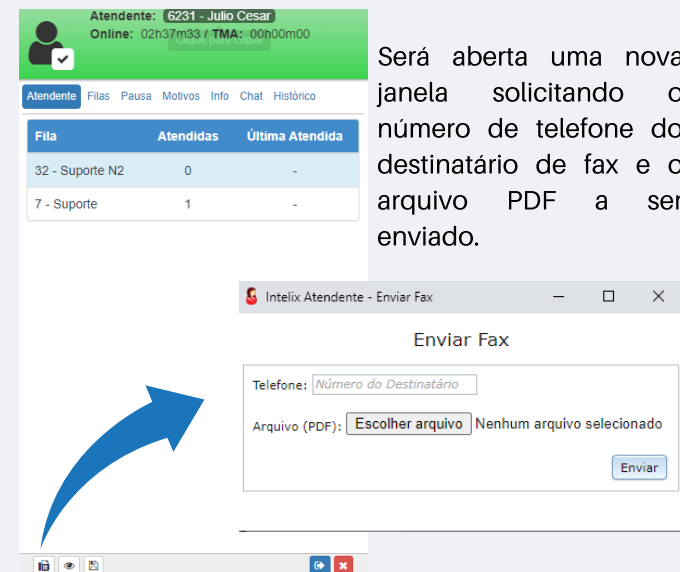 Atendente: 6231 - Julio Cesar
Online: 02h37m33 / TMA: 00h00m00
Clique para copiar
Atendente Filas Pausa Motivos Info Chat Histórico
Fila Atendidas Última Atendida
32 - Suporte N2 0 -
7 - Suporte 1 -
Será aberta uma nova
janela solicitando o
número de telefone do
destinatário de fax e o
arquivo PDF a ser
enviado.
Intelix Atendente - Enviar Fax
Enviar Fax
Telefone: Número do Destinatário
Arquivo (PDF): Escolher arquivo Nenhum arquivo selecionado
Enviar